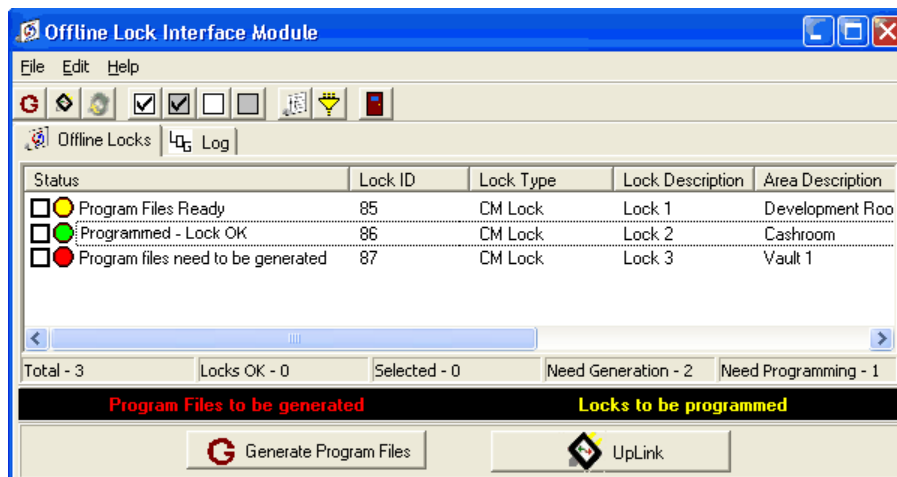 Offline Lock Interface Module
File Edit Help
Offline Locks LOG Log
Status Lock ID Lock Type Lock Description Area Description
Program Files Ready 85 CM Lock Lock 1 Development Roo
Programmed - Lock OK 86 CM Lock Lock 2 Cashroom
Program files need to be generated 87 CM Lock Lock 3 Vault 1
Total - 3 Locks OK - 0 Selected - 0 Need Generation - 2 Need Programming - 1
Program Files to be generated Locks to be programmed
G Generate Program Files UpLink